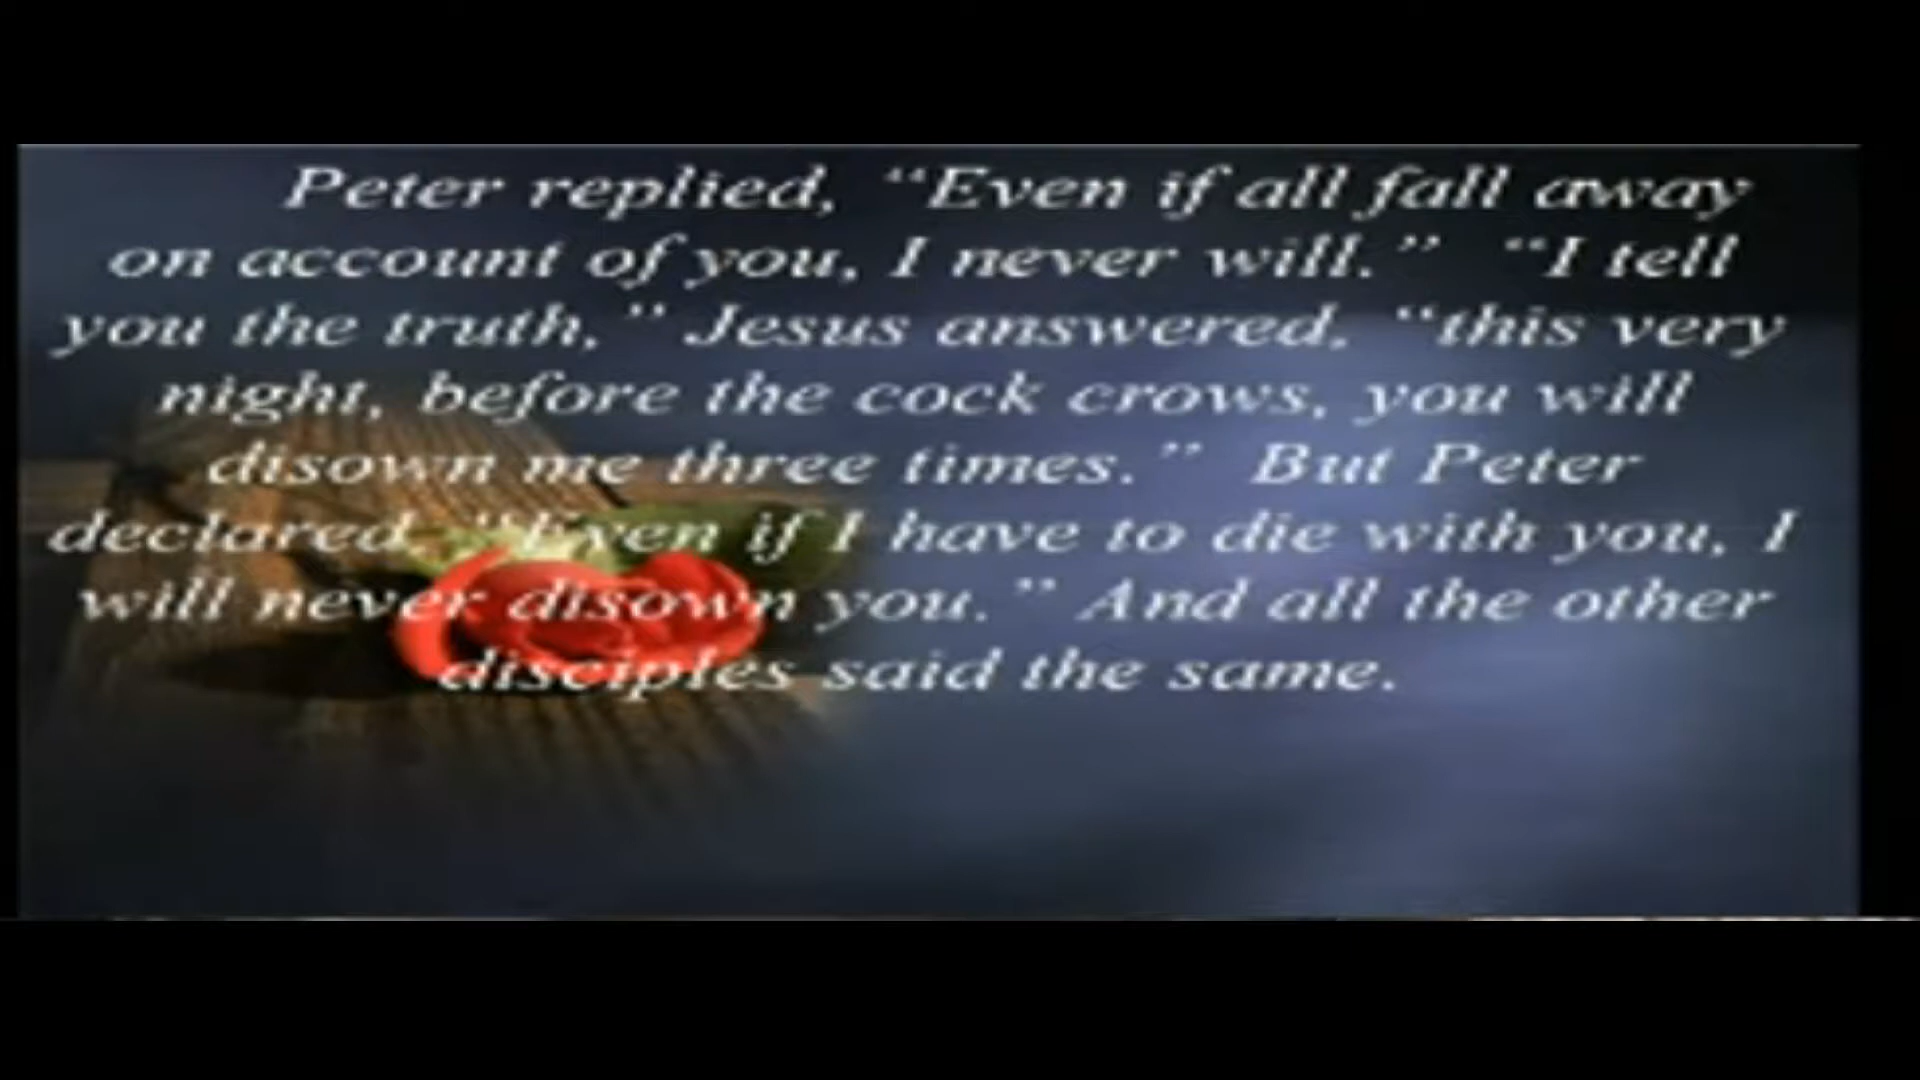 Peter replied, “Even if all fall away
on account of you, I never will.” “I tell
you the truth,” Jesus answered, “this very
night, before the cock crows, you will
disown me three times.” But Peter
declared, “Even if I have to die with you, I
will never disown you.” And all the other
disciples said the same.